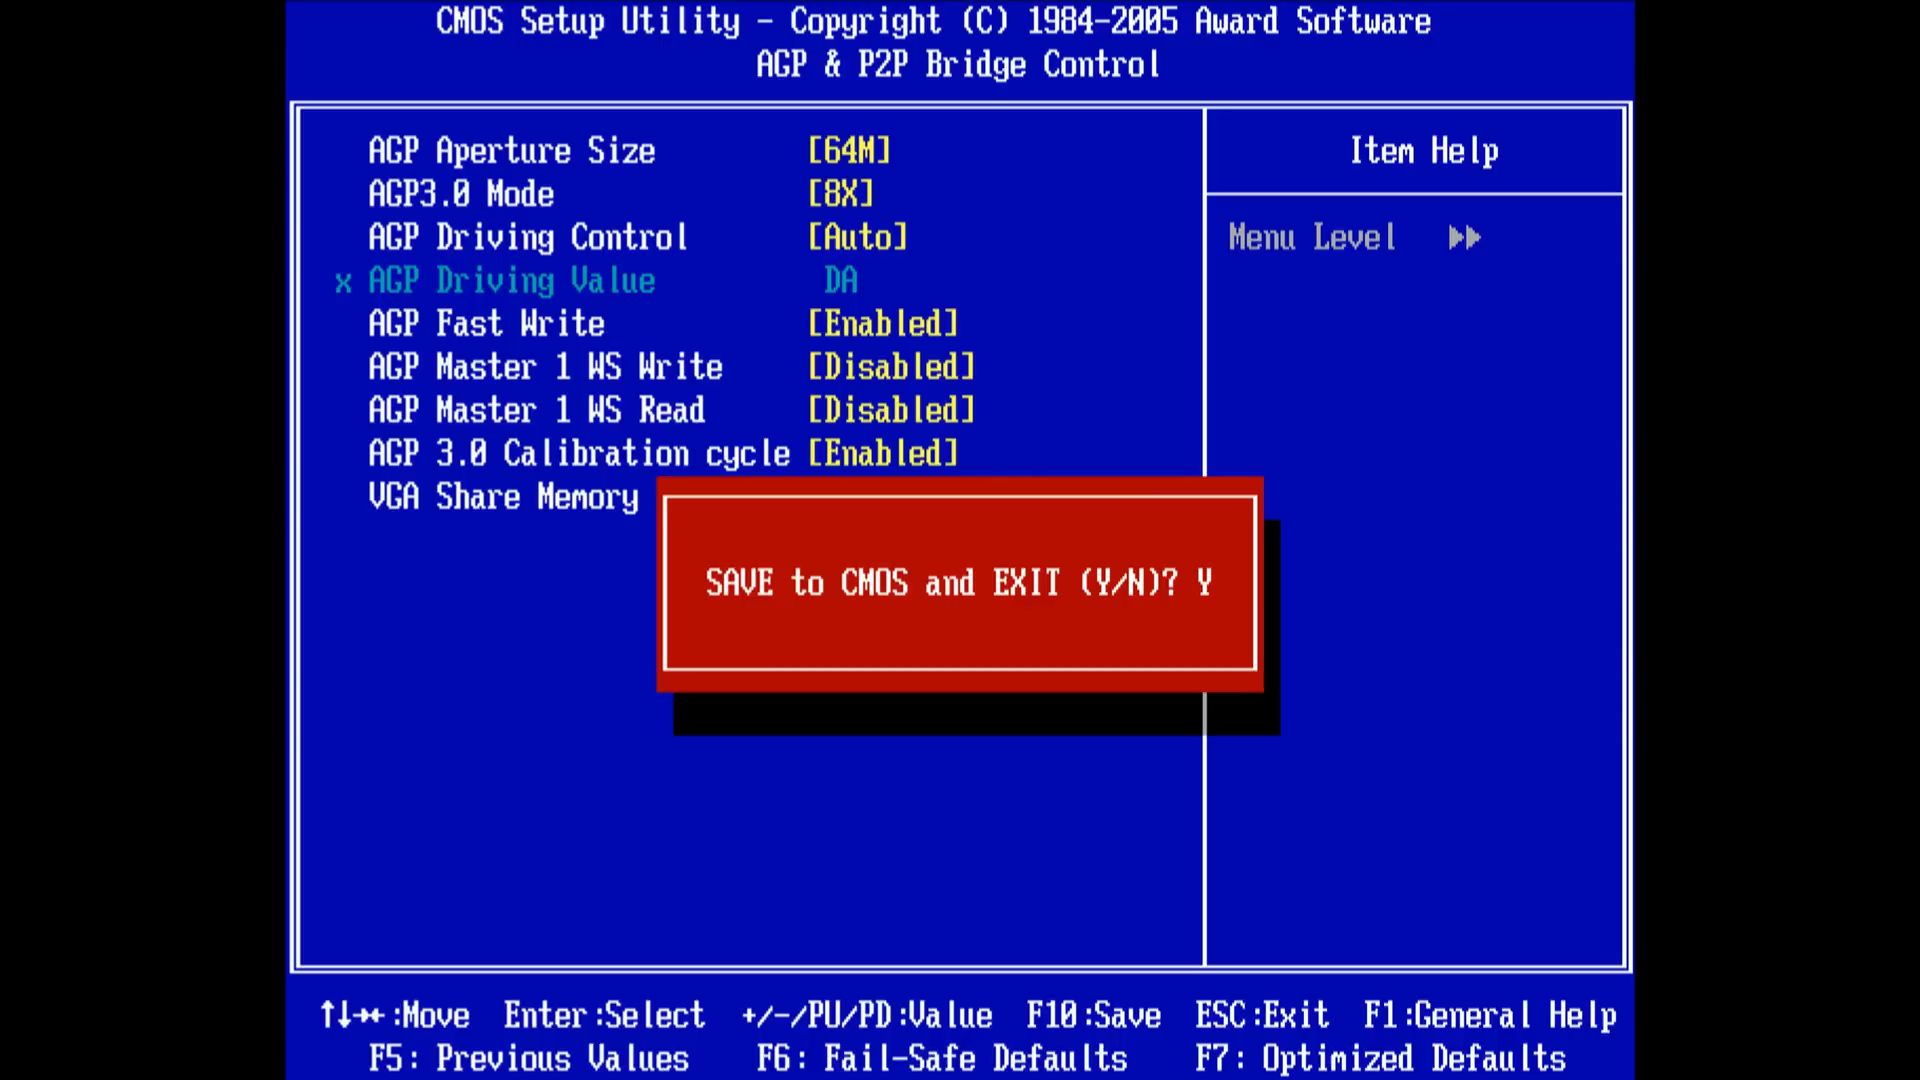 CMOS Setup Utility - Copyright (C) 1984-2005 Award Software
AGP & P2P Bridge Control
AGP Aperture Size [64M]
AGP3.0 Mode [8X]
AGP Driving Control [Auto]
x AGP Driving Value DA
AGP Fast Write [Enabled]
AGP Master 1 WS Write [Disabled]
AGP Master 1 WS Read [Disabled]
AGP 3.0 Calibration cycle [Enabled]
VGA Share Memory
Item Help
Menu Level ▶▶
SAVE to CMOS and EXIT (Y/N)? Y
↑↓→←:Move Enter:Select +/-/PU/PD:Value F10:Save ESC:Exit F1:General Help
F5: Previous Values F6: Fail-Safe Defaults F7: Optimized Defaults